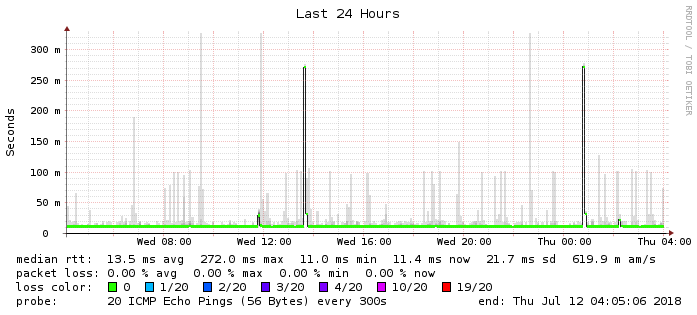 Last 24 Hours
RRDTOOL / TOBI OETIKER
Seconds
300 m
250 m
200 m
150 m
100 m
50 m
0
Wed 08:00 Wed 12:00 Wed 16:00 Wed 20:00 Thu 00:00 Thu 04:00
median rtt: 13.5 ms avg 272.0 ms max 11.0 ms min 11.4 ms now 21.7 ms sd 619.9 m am/s
packet loss: 0.00 % avg 0.00 % max 0.00 % min 0.00 % now
loss color: 0 1/20 2/20 3/20 4/20 10/20 19/20
probe: 20 ICMP Echo Pings (56 Bytes) every 300s end: Thu Jul 12 04:05:06 2018